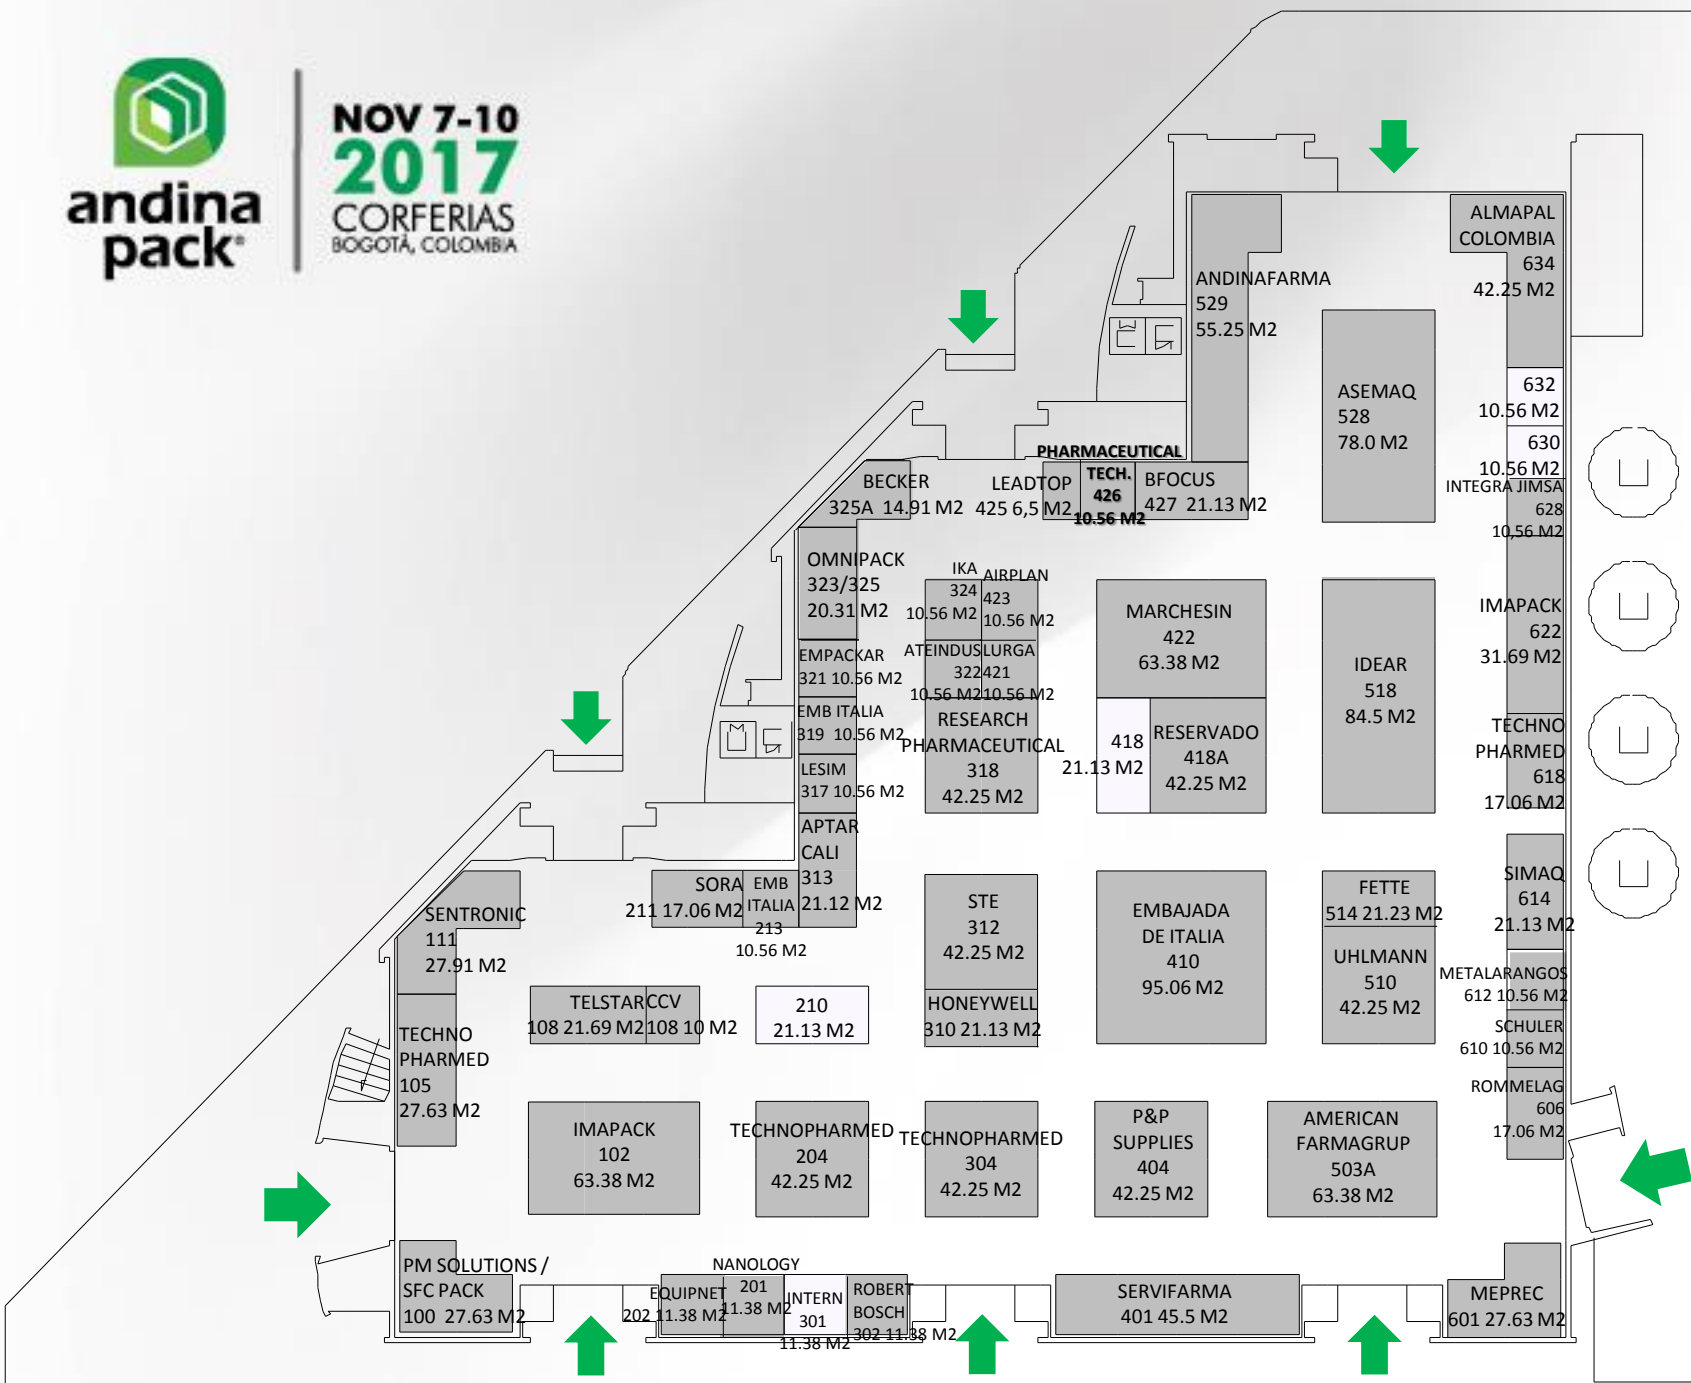 andina
pack®
NOV 7-10
2017
CORFERIAS
BOGOTÁ, COLOMBIA
ALMAPAL
COLOMBIA
634
42.25 M2
ANDINAFARMA
529
55.25 M2
ASEMAQ
528
78.0 M2
632
10.56 M2
630
10.56 M2
INTEGRA JIMSA
628
10,56 M2
PHARMACEUTICAL
TECH.
426
10.56 M2
BECKER
325A 14.91 M2
LEADTOP
425 6,5 M2
BFOCUS
427 21.13 M2
OMNIPACK
323/325
20.31 M2
IKA
324
10.56 M2
AIRPLAN
423
10.56 M2
MARCHESIN
422
63.38 M2
IDEAR
518
84.5 M2
IMAPACK
622
31.69 M2
EMPACKAR
321 10.56 M2
ATEINDUS
322
10.56 M2
LURGA
421
10.56 M2
EMB ITALIA
319 10.56 M2
RESEARCH
PHARMACEUTICAL
318
42.25 M2
418
21.13 M2
RESERVADO
418A
42.25 M2
TECHNO
PHARMED
618
17.06 M2
LESIM
317 10.56 M2
APTAR
CALI
313
21.12 M2
SORA
211 17.06 M2
EMB
ITALIA
213
10.56 M2
SENTRONIC
111
27.91 M2
STE
312
42.25 M2
EMBAJADA
DE ITALIA
410
95.06 M2
FETTE
514 21.23 M2
SIMAQ
614
21.13 M2
UHLMANN
510
42.25 M2
METALARANGOS
612 10.56 M2
TELSTAR
108 21.69 M2
CCV
108 10 M2
210
21.13 M2
HONEYWELL
310 21.13 M2
SCHULER
610 10.56 M2
TECHNO
PHARMED
105
27.63 M2
ROMMELAG
606
17.06 M2
IMAPACK
102
63.38 M2
TECHNOPHARMED
204
42.25 M2
TECHNOPHARMED
304
42.25 M2
P&P
SUPPLIES
404
42.25 M2
AMERICAN
FARMAGRUP
503A
63.38 M2
PM SOLUTIONS /
SFC PACK
100 27.63 M2
EQUIPNET
202 11.38 M2
NANOLOGY
201
11.38 M2
INTERN
301
11.38 M2
ROBERT
BOSCH
302 11.38 M2
SERVIFARMA
401 45.5 M2
MEPREC
601 27.63 M2